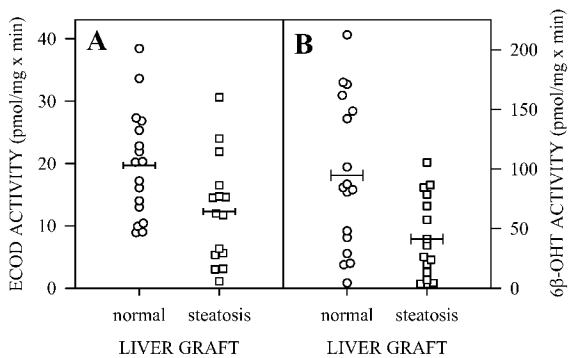 A
B
ECOD ACTIVITY (pmol/mg x min)
40
30
20
10
0
normal
steatosis
LIVER GRAFT
normal
steatosis
LIVER GRAFT
200
150
100
50
0
6β-OHT ACTIVITY (pmol/mg x min)